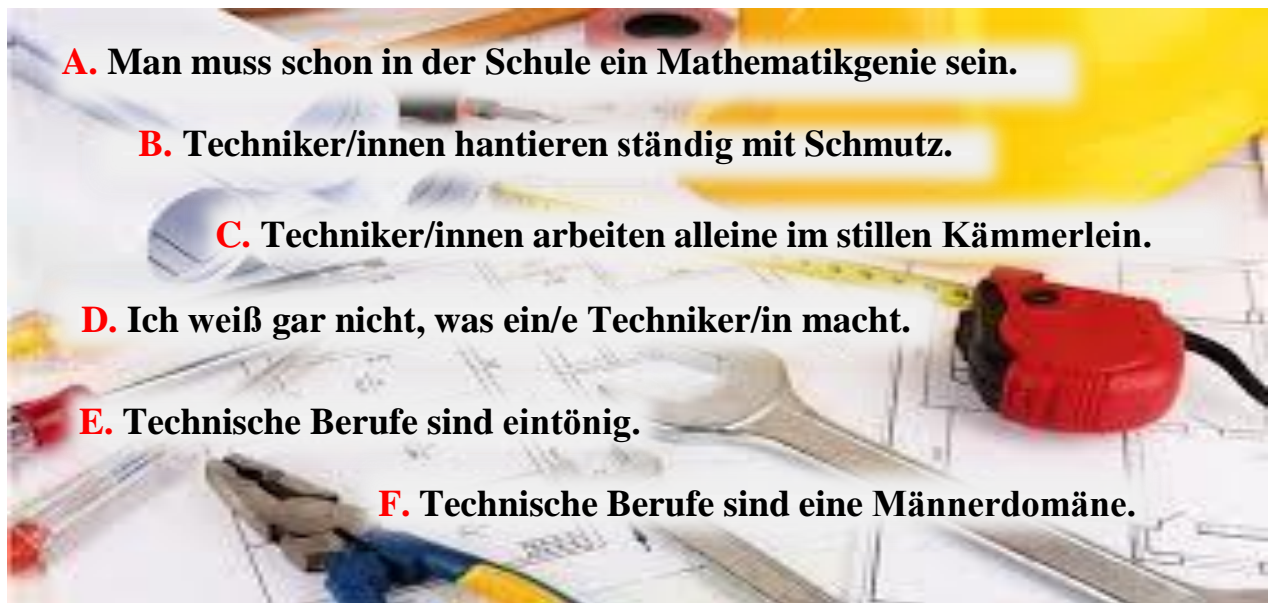 A. Man muss schon in der Schule ein Mathematikgenie sein.
B. Techniker/innen hantieren ständig mit Schmutz.
C. Techniker/innen arbeiten alleine im stillen Kämmerlein.
D. Ich weiß gar nicht, was ein/e Techniker/in macht.
E. Technische Berufe sind eintönig.
F. Technische Berufe sind eine Männerdomäne.